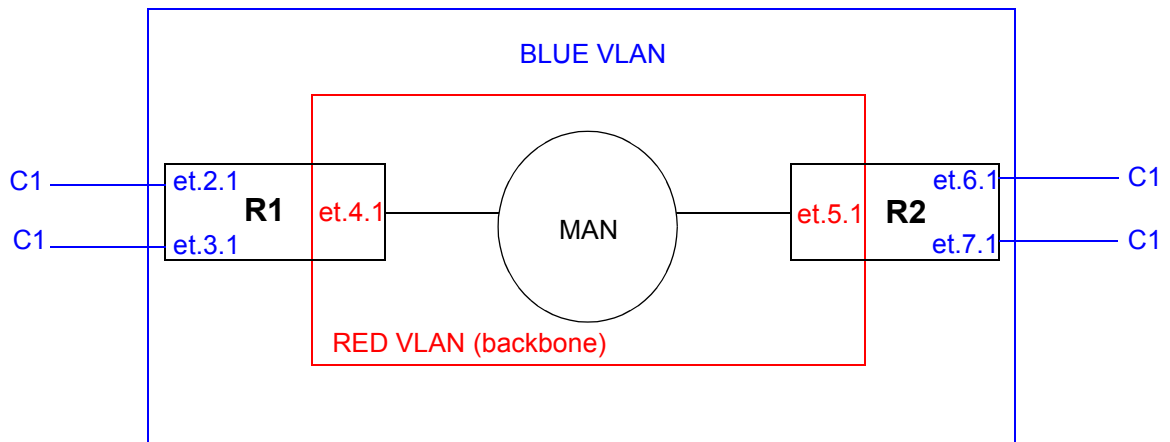 BLUE VLAN
C1
et.2.1
R1
et.4.1
MAN
et.5.1
R2
et.6.1
C1
C1
et.3.1
et.7.1
C1
RED VLAN (backbone)